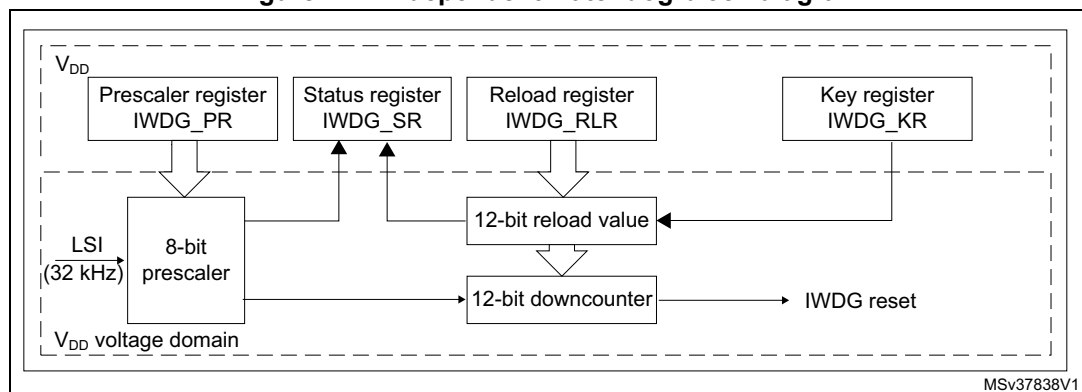 V_DD
Prescaler register
IWDG_PR
Status register
IWDG_SR
Reload register
IWDG_RLR
Key register
IWDG_KR
LSI
(32 kHz)
8-bit
prescaler
12-bit reload value
12-bit downcounter
IWDG reset
V_DD voltage domain
MSv37838V1